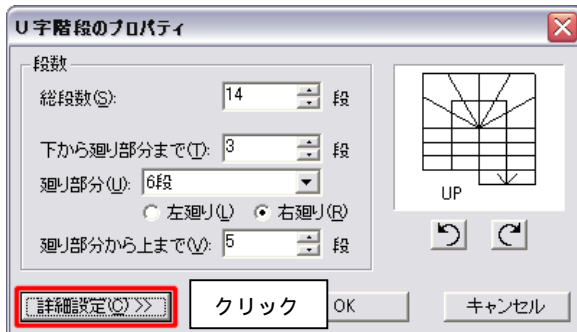 U字階段のプロパティ
段数
総段数(S): 14 段
下から廻り部分まで(T): 3 段
廻り部分(U): 6段
左廻り(L) 右廻り(R)
廻り部分から上まで(V): 5 段
UP
詳細設定(C) >> クリック OK キャンセル